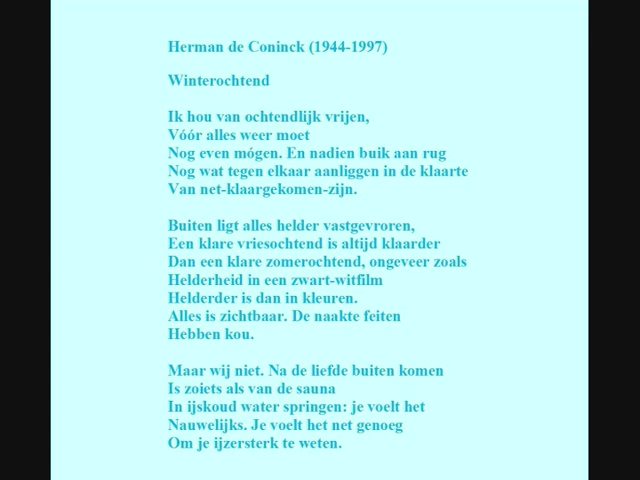 Herman de Coninck (1944-1997)
Winterochtend
Ik hou van ochtendlijk vrijen,
Vóór alles weer moet
Nog even mógen. En nadien buik aan rug
Nog wat tegen elkaar aanliggen in de klaarte
Van net-klaargekomen-zijn.
Buiten ligt alles helder vastgevroren,
Een klare vriesochtend is altijd klaarder
Dan een klare zomerochtend, ongeveer zoals
Helderheid in een zwart-witfilm
Helderder is dan in kleuren.
Alles is zichtbaar. De naakte feiten
Hebben kou.
Maar wij niet. Na de liefde buiten komen
Is zoiets als van de sauna
In ijskoud water springen: je voelt het
Nauwelijks. Je voelt het net genoeg
Om je ijzersterk te weten.